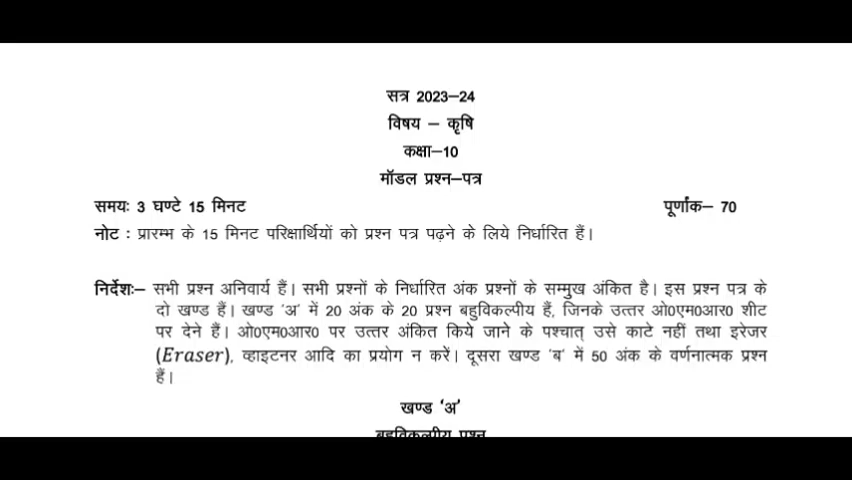 सत्र 2023–24
विषय – कृषि
कक्षा–10
मॉडल प्रश्न–पत्र
समयः 3 घण्टे 15 मिनट पूर्णांक– 70
नोट : प्रारम्भ के 15 मिनट परिक्षार्थियों को प्रश्न पत्र पढ़ने के लिये निर्धारित हैं।
निर्देशः– सभी प्रश्न अनिवार्य हैं। सभी प्रश्नों के निर्धारित अंक प्रश्नों के सम्मुख अंकित है। इस प्रश्न पत्र के
दो खण्ड हैं। खण्ड 'अ' में 20 अंक के 20 प्रश्न बहुविकल्पीय हैं, जिनके उत्तर ओ0एम0आर0 शीट
पर देने हैं। ओ0एम0आर0 पर उत्तर अंकित किये जाने के पश्चात् उसे काटे नहीं तथा इरेजर
(Eraser), व्हाइटनर आदि का प्रयोग न करें। दूसरा खण्ड 'ब' में 50 अंक के वर्णनात्मक प्रश्न
हैं।
खण्ड 'अ'
बहुविकल्पीय प्रश्न